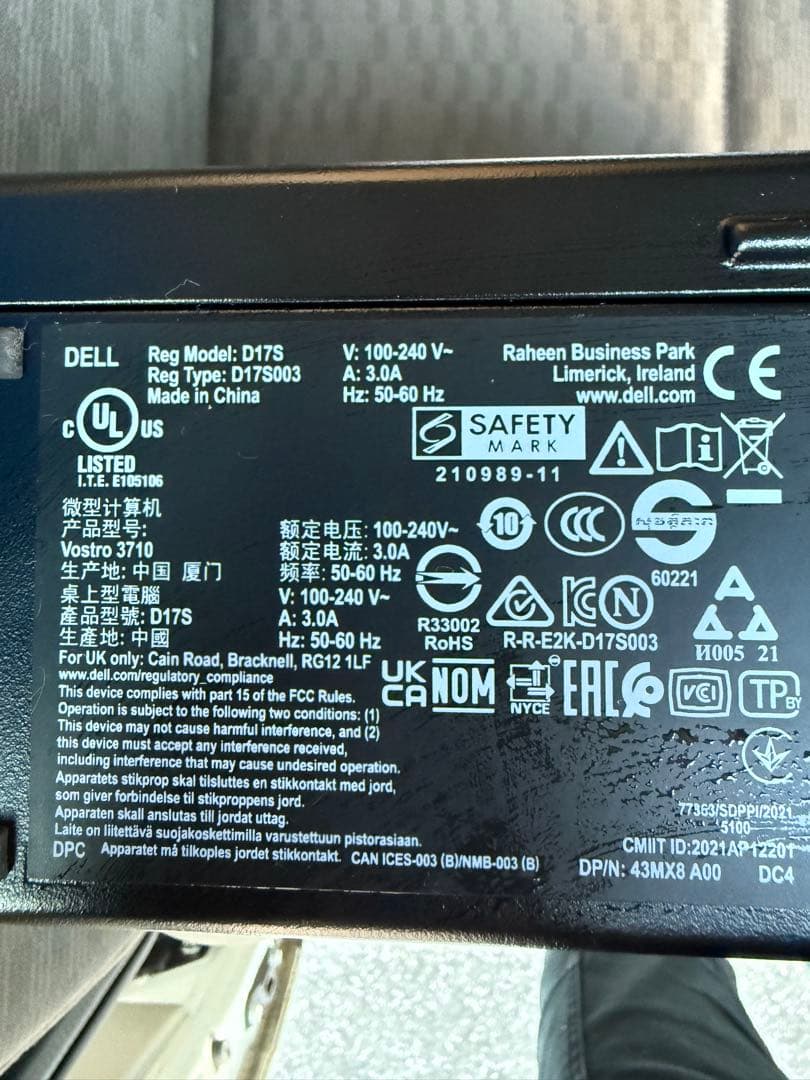 DELL
Reg Model: D17S
Reg Type: D17S003
Made in China
V: 100-240 V~
A: 3.0A
Hz: 50-60 Hz
Raheen Business Park
Limerick, Ireland
www.dell.com
CE
C UL US
LISTED
I.T.E. E105106
SAFETY
MARK
210989-11
微型计算机
产品型号:
Vostro 3710
生产地: 中国 厦门
桌上型電腦
產品型號: D17S
生產地: 中國
额定电压: 100-240V~
额定电流: 3.0A
频率: 50-60 Hz
V: 100-240 V~
A: 3.0A
Hz: 50-60 Hz
10
CCC
60221
R33002
RoHS
KC
N
R-R-E2K-D17S003
И005 21
For UK only: Cain Road, Bracknell, RG12 1LF
www.dell.com/regulatory_compliance
UK
CA
NOM
NYCE
EAC
VCI
TP
BY
This device complies with part 15 of the FCC Rules.
Operation is subject to the following two conditions: (1)
This device may not cause harmful interference, and (2)
this device must accept any interference received,
including interference that may cause undesired operation.
Apparatets stikprop skal tilsluttes en stikkontakt med jord,
som giver forbindelse til stikproppens jord.
Apparaten skall anslutas till jordat uttag.
Laite on liitettävä suojakoskettimilla varustettuun pistorasiaan.
DPC
Apparatet må tilkoples jordet stikkontakt.
CAN ICES-003 (B)/NMB-003 (B)
77363/SDPPI/2021
5100
CMIIT ID:2021AP12201
DP/N: 43MX8 A00
DC4